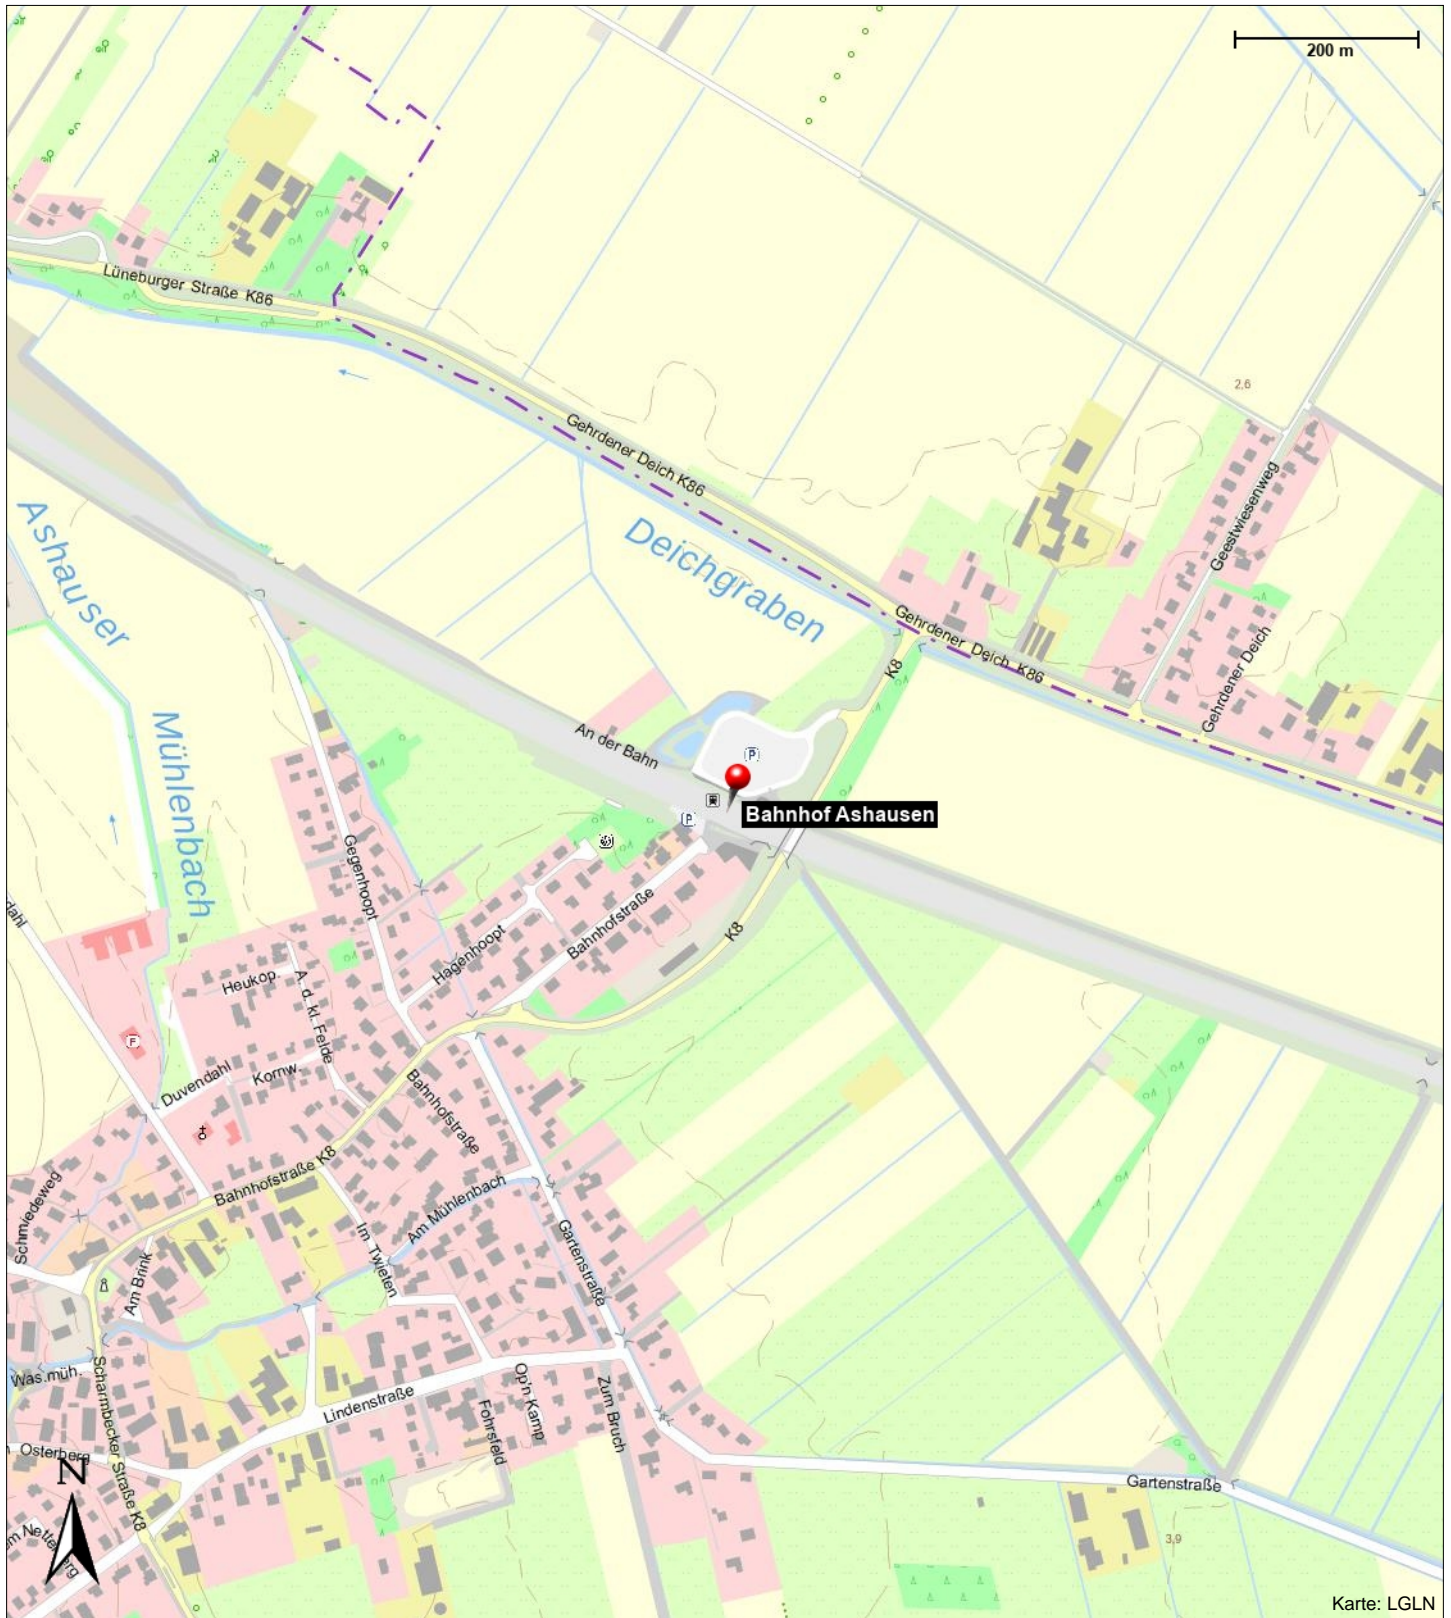 200 m
Lüneburger Straße K86
2,6
Gehrdener Deich K86
Geestwiesenweg
Ashauser
Deichgraben
Gehrdener Deich K86
Gehrdener Deich
K8
Mühlenbach
An der Bahn
P
Bahnhof Ashausen
P
Gegenhoopt
dahl
Bahnhofstraße
K8
Hagenhoopt
Heukop.
A. d. kl. Felde
F
Kornw.
Duvendahl
Bahnhofstraße
Bahnhofstraße K8
Schmiedeweg
Am Mühlenbach
Im Twieten
Gartenstraße
Am Brink
Was.müh.
Scharmbecker Straße K8
Lindenstraße
Op'n Kamp
Zum Bruch
Fohrsfeld
Osterberg
N
Gartenstraße
3,9
Karte: LGLN